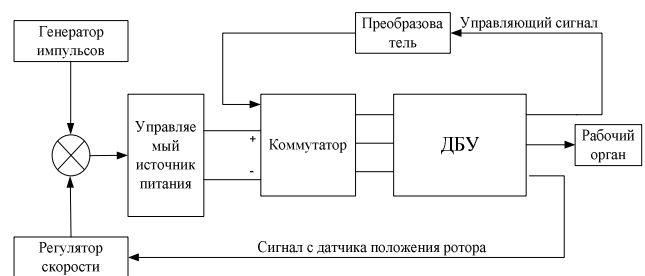 Генератор
импульсов
Преобразова
тель
Управляющий сигнал
Управляе
мый
источник
питания
+
-
Коммутатор
ДБУ
Рабочий
орган
Регулятор
скорости
Сигнал с датчика положения ротора